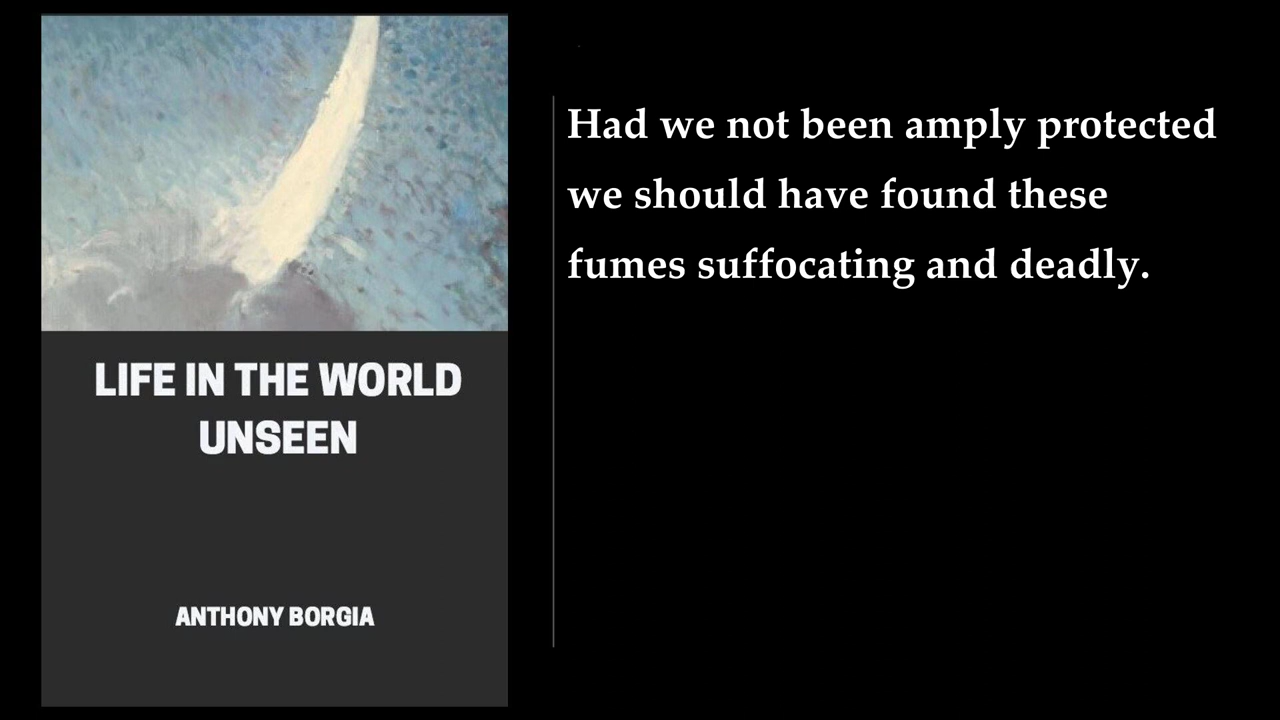 LIFE IN THE WORLD
UNSEEN
ANTHONY BORGIA
Had we not been amply protected
we should have found these
fumes suffocating and deadly.